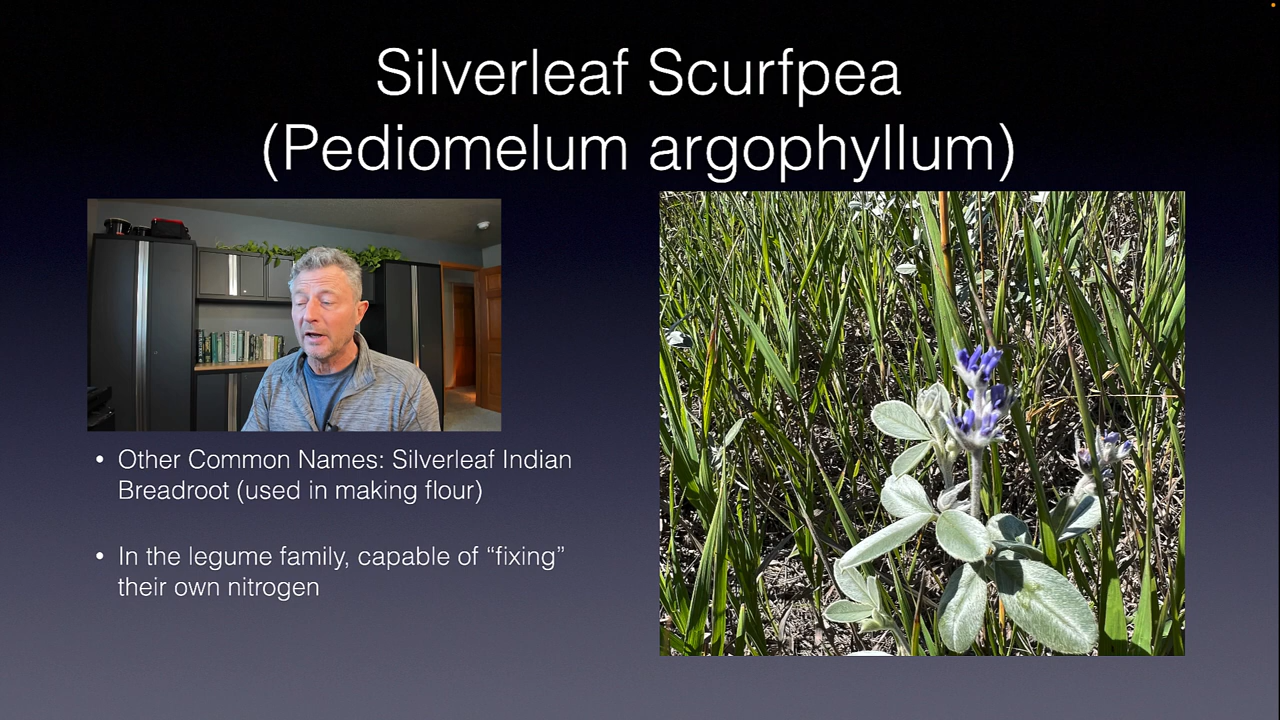 Silverleaf Scurfpea
(Pediomelum argophyllum)
• Other Common Names: Silverleaf Indian
Breadroot (used in making flour)
• In the legume family, capable of “fixing”
their own nitrogen